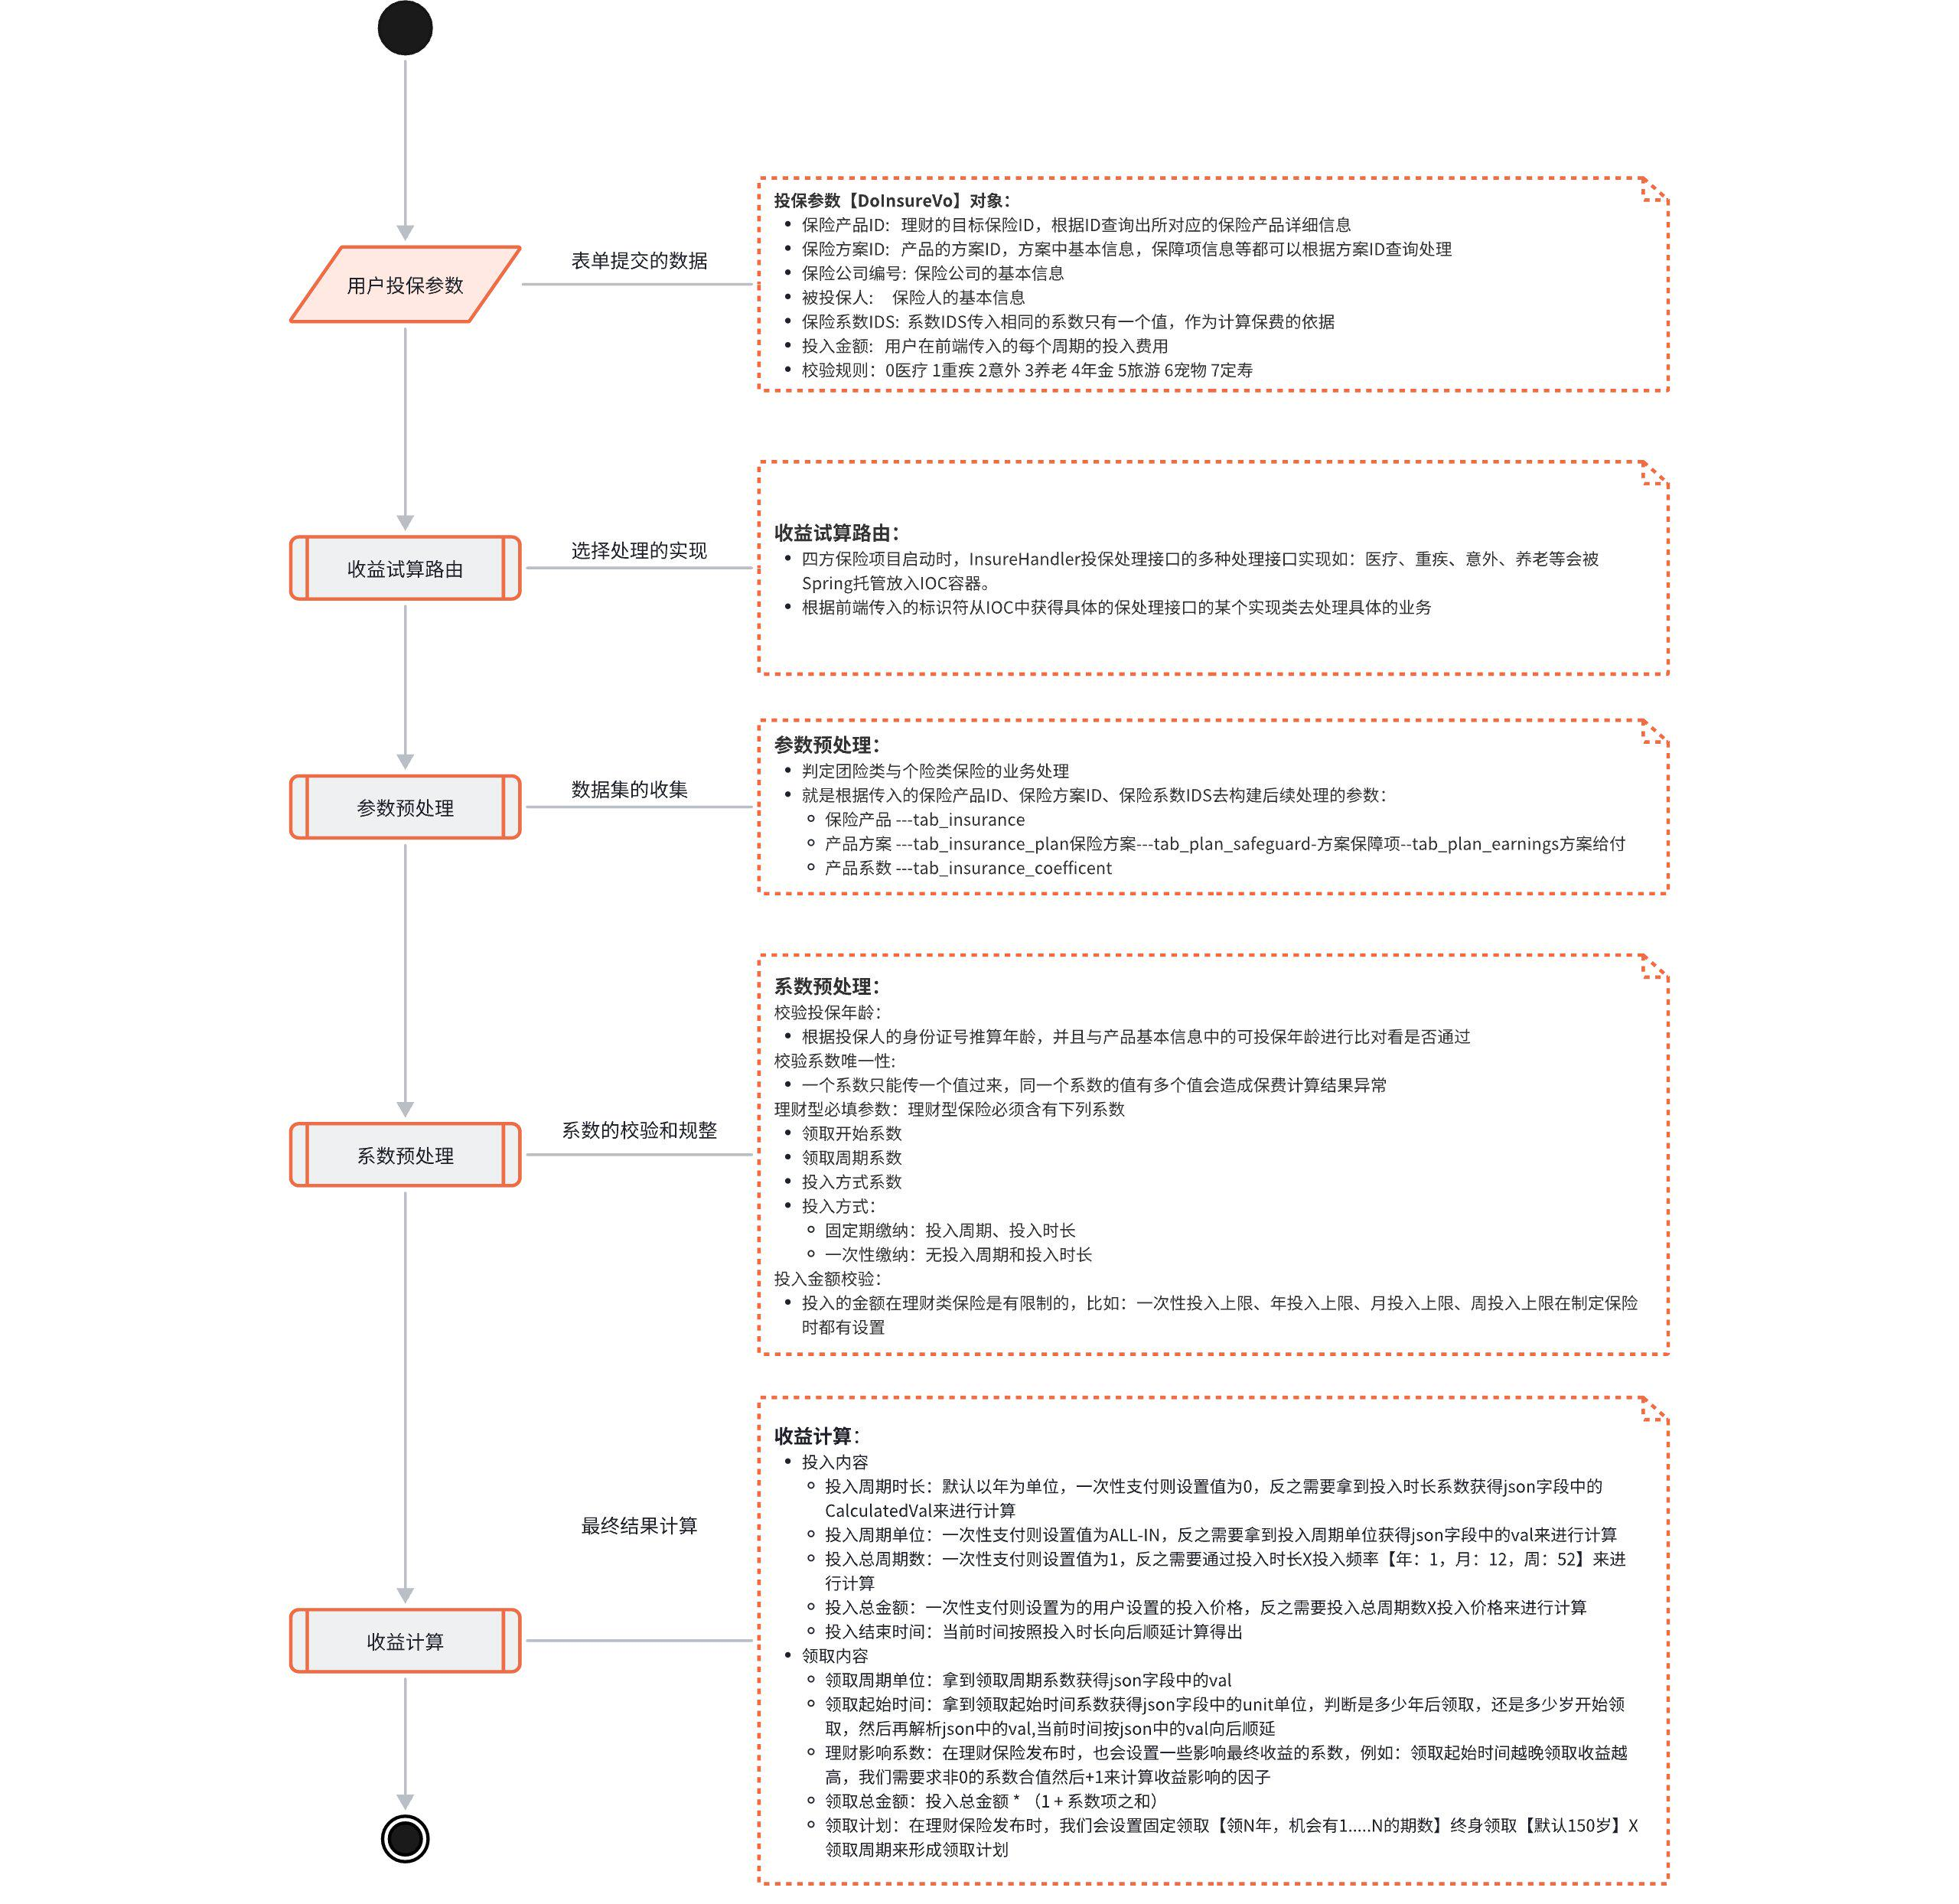 投保参数【DoInsureVo】对象：
保险产品ID: 理财的目标保险ID，根据ID查询出所对应的保险产品详细信息
保险方案ID: 产品的方案ID，方案中基本信息，保障项信息等都可以根据方案ID查询处理
保险公司编号: 保险公司的基本信息
被投保人: 保险人的基本信息
保险系数IDS: 系数IDS传入相同的系数只有一个值，作为计算保费的依据
投入金额: 用户在前端传入的每个周期的投入费用
校验规则：0医疗 1重疾 2意外 3养老 4年金 5旅游 6宠物 7定寿
表单提交的数据
用户投保参数
收益试算路由：
四方保险项目启动时，InsureHandler投保处理接口的多种处理接口实现如：医疗、重疾、意外、养老等会被
Spring托管放入IOC容器。
根据前端传入的标识符从IOC中获得具体的保处理接口的某个实现类去处理具体的业务
选择处理的实现
收益试算路由
参数预处理：
判定团险类与个险类保险的业务处理
就是根据传入的保险产品ID、保险方案ID、保险系数IDS去构建后续处理的参数：
保险产品 ---tab_insurance
产品方案 ---tab_insurance_plan保险方案---tab_plan_safeguard-方案保障项--tab_plan_earnings方案给付
产品系数 ---tab_insurance_coefficent
数据集的收集
参数预处理
系数预处理：
校验投保年龄：
根据投保人的身份证号推算年龄，并且与产品基本信息中的可投保年龄进行比对看是否通过
校验系数唯一性:
一个系数只能传一个值过来，同一个系数的值有多个值会造成保费计算结果异常
理财型必填参数：理财型保险必须含有下列系数
领取开始系数
领取周期系数
投入方式系数
投入方式：
固定期缴纳：投入周期、投入时长
一次性缴纳：无投入周期和投入时长
投入金额校验：
投入的金额在理财类保险是有限制的，比如：一次性投入上限、年投入上限、月投入上限、周投入上限在制定保险
时都有设置
系数的校验和规整
系数预处理
收益计算：
投入内容
投入周期时长：默认以年为单位，一次性支付则设置值为0，反之需要拿到投入时长系数获得json字段中的
CalculatedVal来进行计算
投入周期单位：一次性支付则设置值为ALL-IN，反之需要拿到投入周期单位获得json字段中的val来进行计算
投入总周期数：一次性支付则设置值为1，反之需要通过投入时长X投入频率【年：1，月：12，周：52】来进
行计算
投入总金额：一次性支付则设置为的用户设置的投入价格，反之需要投入总周期数X投入价格来进行计算
投入结束时间：当前时间按照投入时长向后顺延计算得出
领取内容
领取周期单位：拿到领取周期系数获得json字段中的val
领取起始时间：拿到领取起始时间系数获得json字段中的unit单位，判断是多少年后领取，还是多少岁开始领
取，然后再解析json中的val,当前时间按json中的val向后顺延
理财影响系数：在理财保险发布时，也会设置一些影响最终收益的系数，例如：领取起始时间越晚领取收益越
高，我们需要求非0的系数合值然后+1来计算收益影响的因子
领取总金额：投入总金额 * （1 + 系数项之和）
领取计划：在理财保险发布时，我们会设置固定领取【领N年，机会有1.....N的期数】终身领取【默认150岁】X
领取周期来形成领取计划
最终结果计算
收益计算